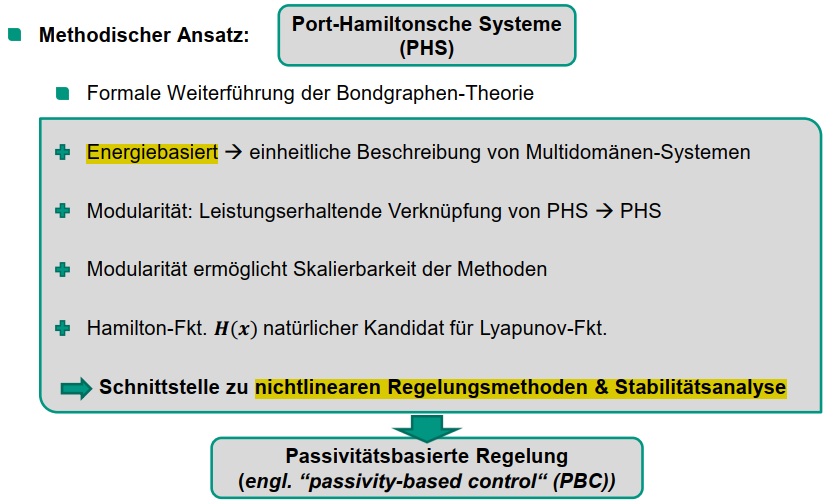 Methodischer Ansatz:
Port-Hamiltonsche Systeme
(PHS)
Formale Weiterführung der Bondgraphen-Theorie
Energiebasiert → einheitliche Beschreibung von Multidomänen-Systemen
Modularität: Leistungserhaltende Verknüpfung von PHS → PHS
Modularität ermöglicht Skalierbarkeit der Methoden
Hamilton-Fkt. H(x) natürlicher Kandidat für Lyapunov-Fkt.
Schnittstelle zu nichtlinearen Regelungsmethoden & Stabilitätsanalyse
Passivitätsbasierte Regelung
(engl. “passivity-based control“ (PBC))